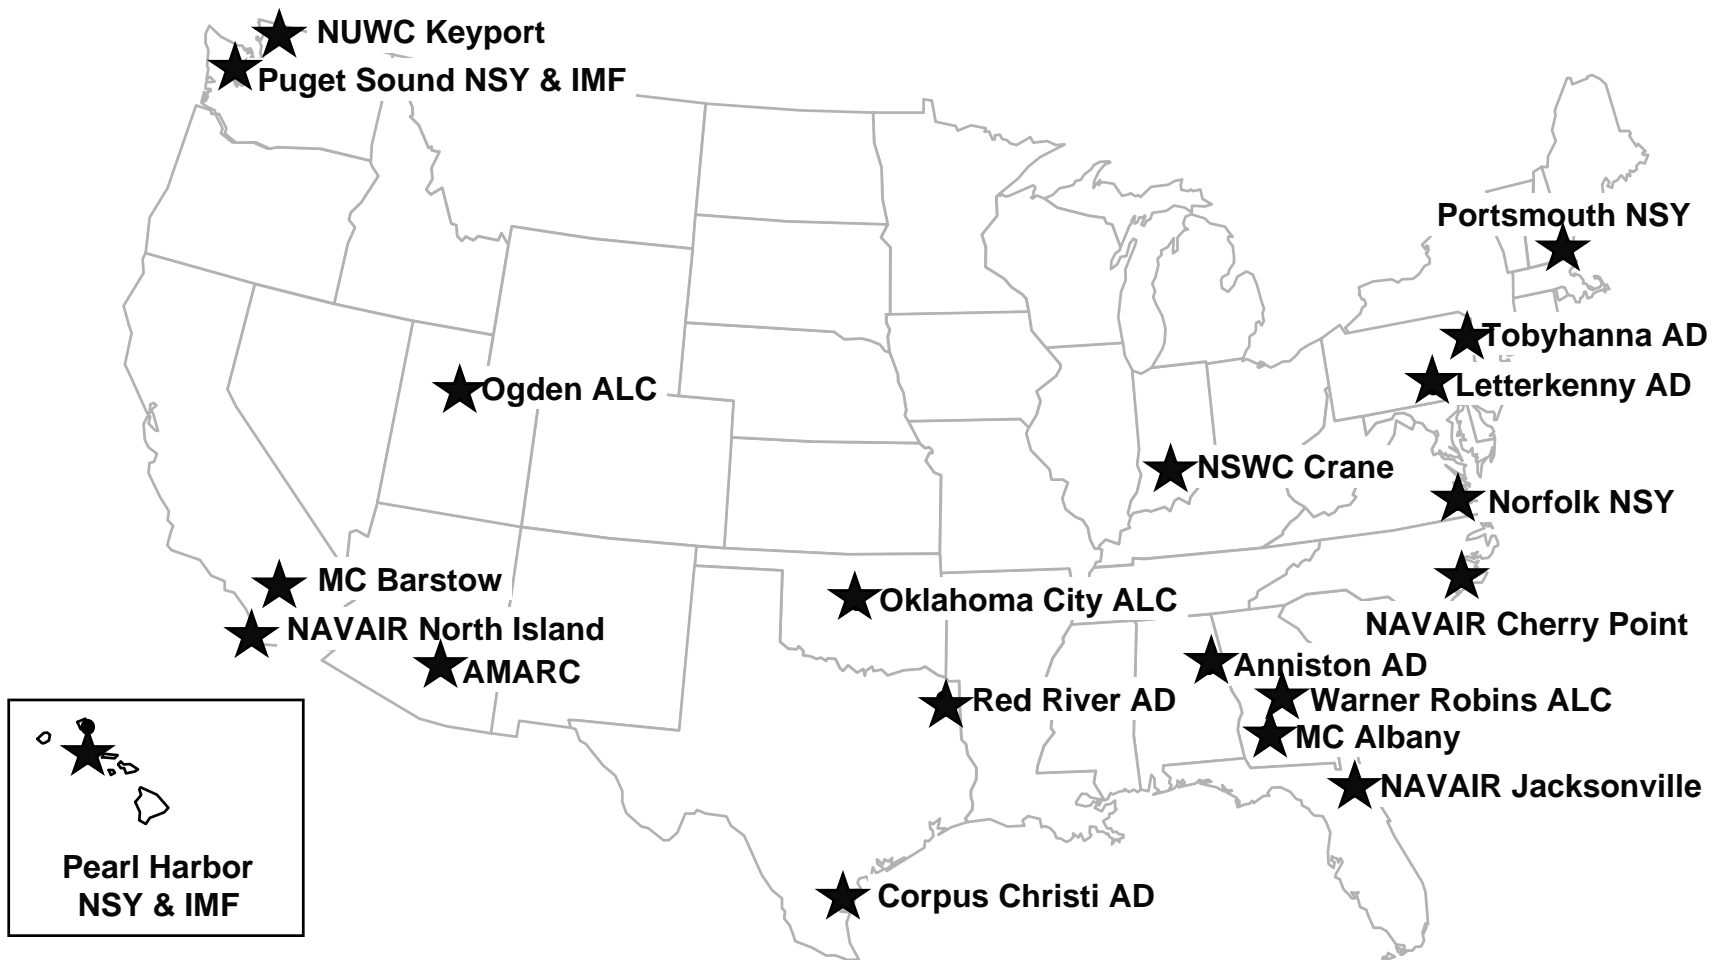 NUWC Keyport
Puget Sound NSY & IMF
Portsmouth NSY
Tobyhanna AD
Letterkenny AD
Ogden ALC
NSWC Crane
Norfolk NSY
MC Barstow
Oklahoma City ALC
NAVAIR Cherry Point
NAVAIR North Island
AMARC
Anniston AD
Red River AD
Warner Robins ALC
MC Albany
NAVAIR Jacksonville
Pearl Harbor
NSY & IMF
Corpus Christi AD